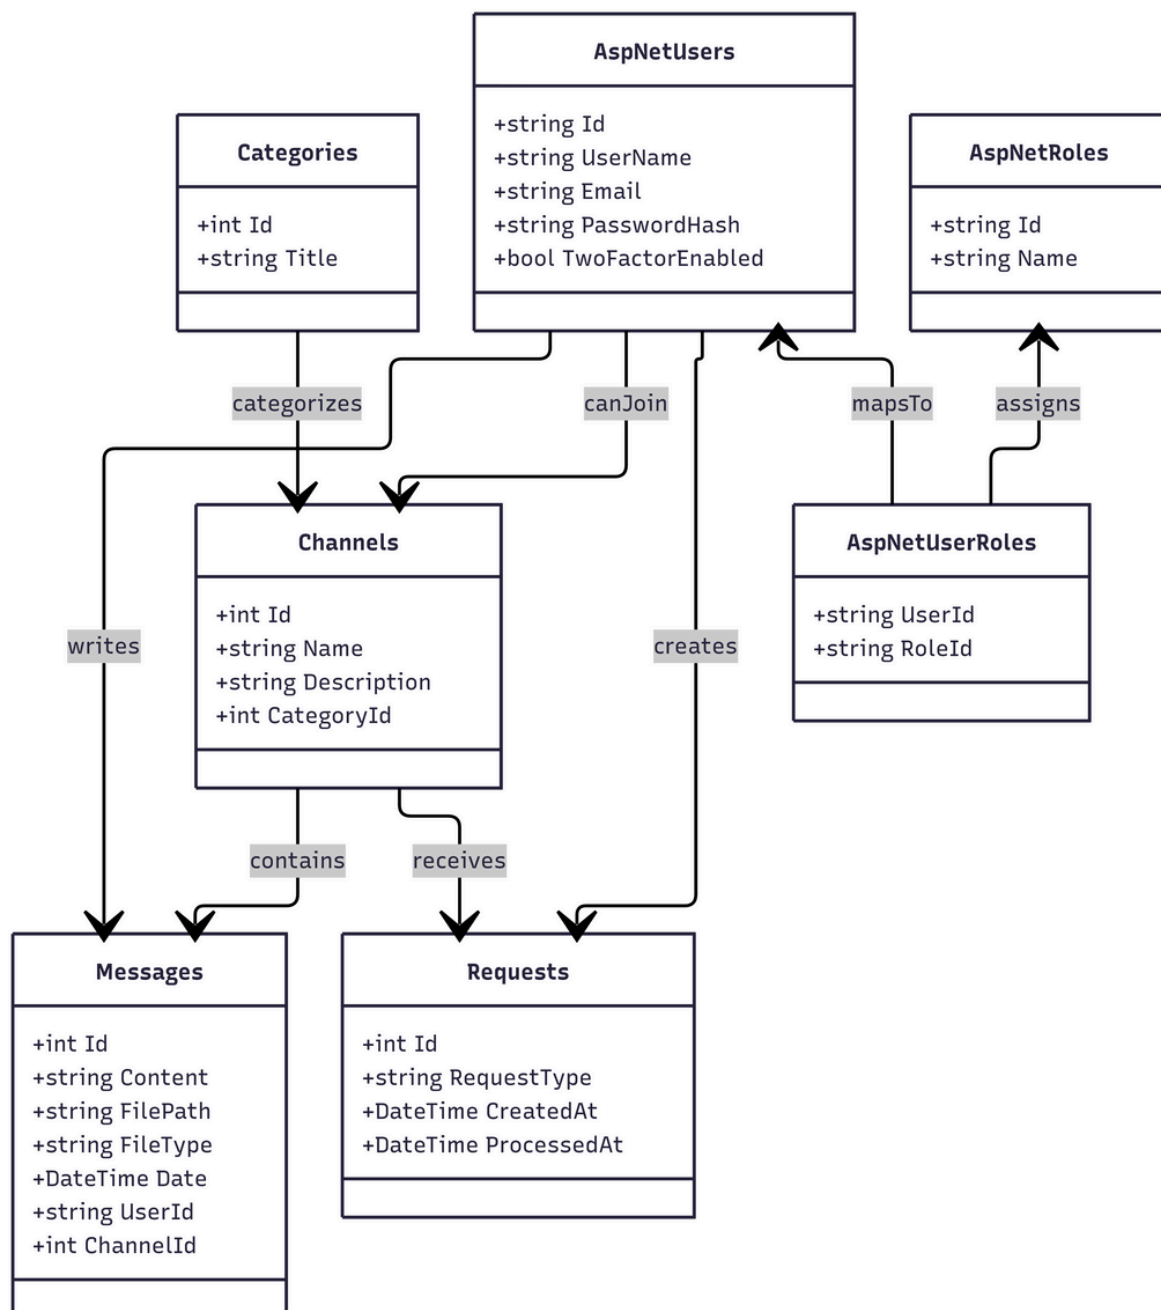 AspNetUsers
+string Id
+string UserName
+string Email
+string PasswordHash
+bool TwoFactorEnabled
Categories
+int Id
+string Title
AspNetRoles
+string Id
+string Name
categorizes
canJoin
mapsTo
assigns
Channels
+int Id
+string Name
+string Description
+int CategoryId
AspNetUserRoles
+string UserId
+string RoleId
writes
creates
contains
receives
Messages
+int Id
+string Content
+string FilePath
+string FileType
+DateTime Date
+string UserId
+int ChannelId
Requests
+int Id
+string RequestType
+DateTime CreatedAt
+DateTime ProcessedAt